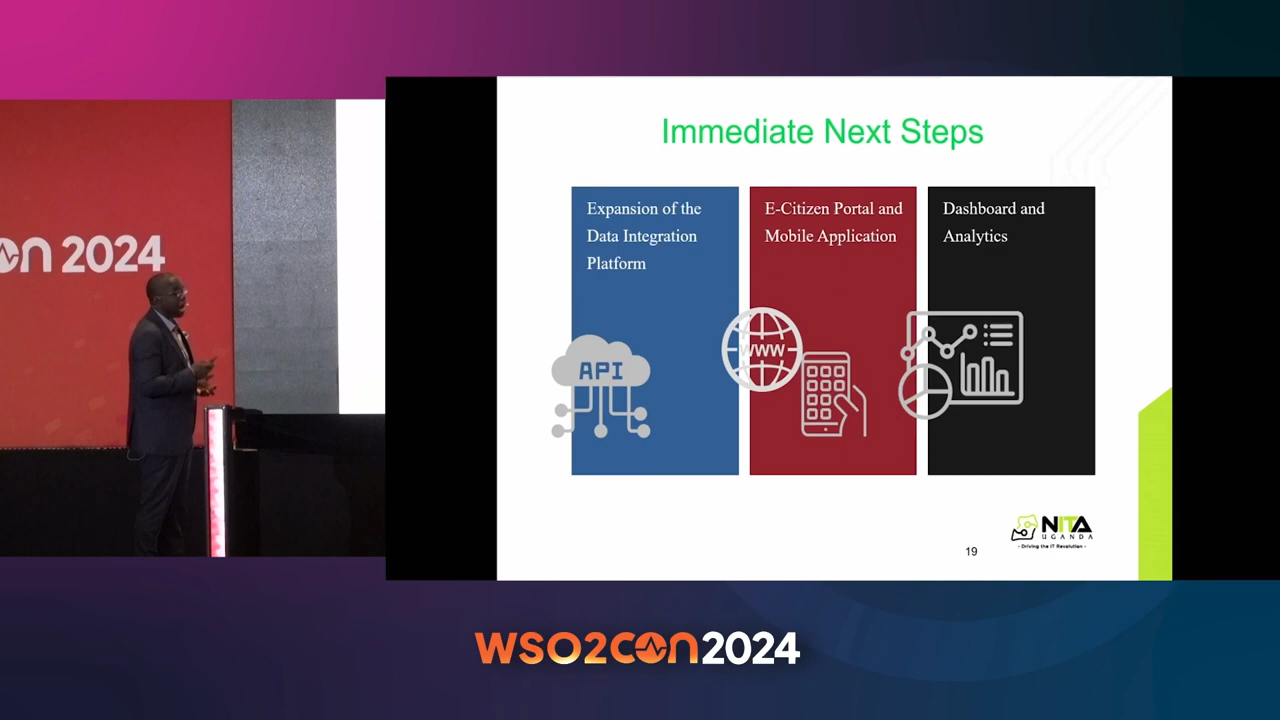 Immediate Next Steps
Expansion of the
Data Integration
Platform
E-Citizen Portal and
Mobile Application
Dashboard and
Analytics
API
www
NITA
UGANDA
- Driving the IT Revolution -
19
on 2024
WSO2CON2024